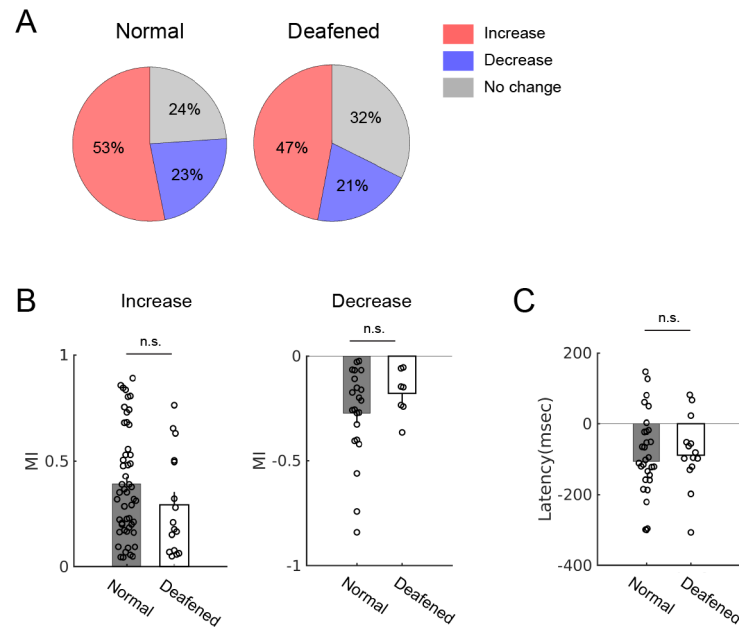 A
Normal
Deafened
Increase
Decrease
No change
24%
53%
23%
32%
47%
21%
B
Increase
n.s.
1
0.5
0
MI
Normal
Deafened
Decrease
n.s.
0
-0.5
-1
MI
Normal
Deafened
C
n.s.
200
0
-200
-400
Latency(msec)
Normal
Deafened